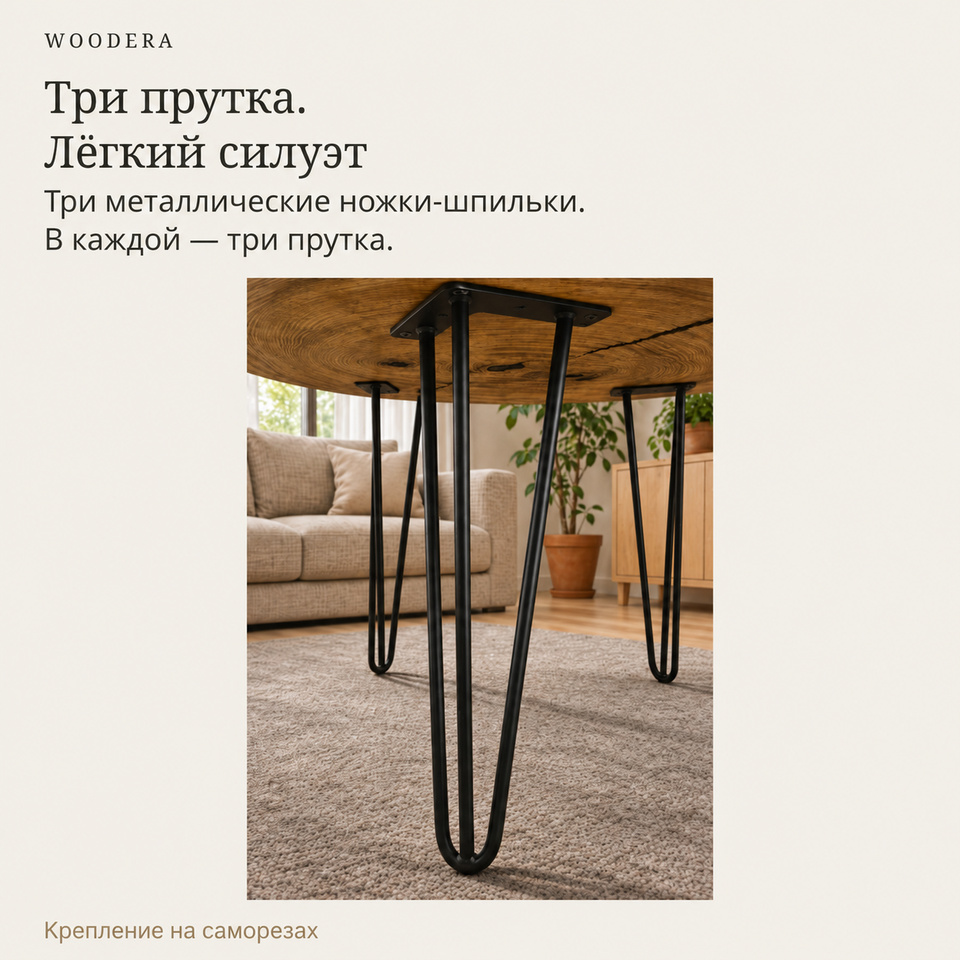 WOODERA
Три прутка.
Лёгкий силуэт
Три металлические ножки-шпильки.
В каждой — три прутка.
Крепление на саморезах